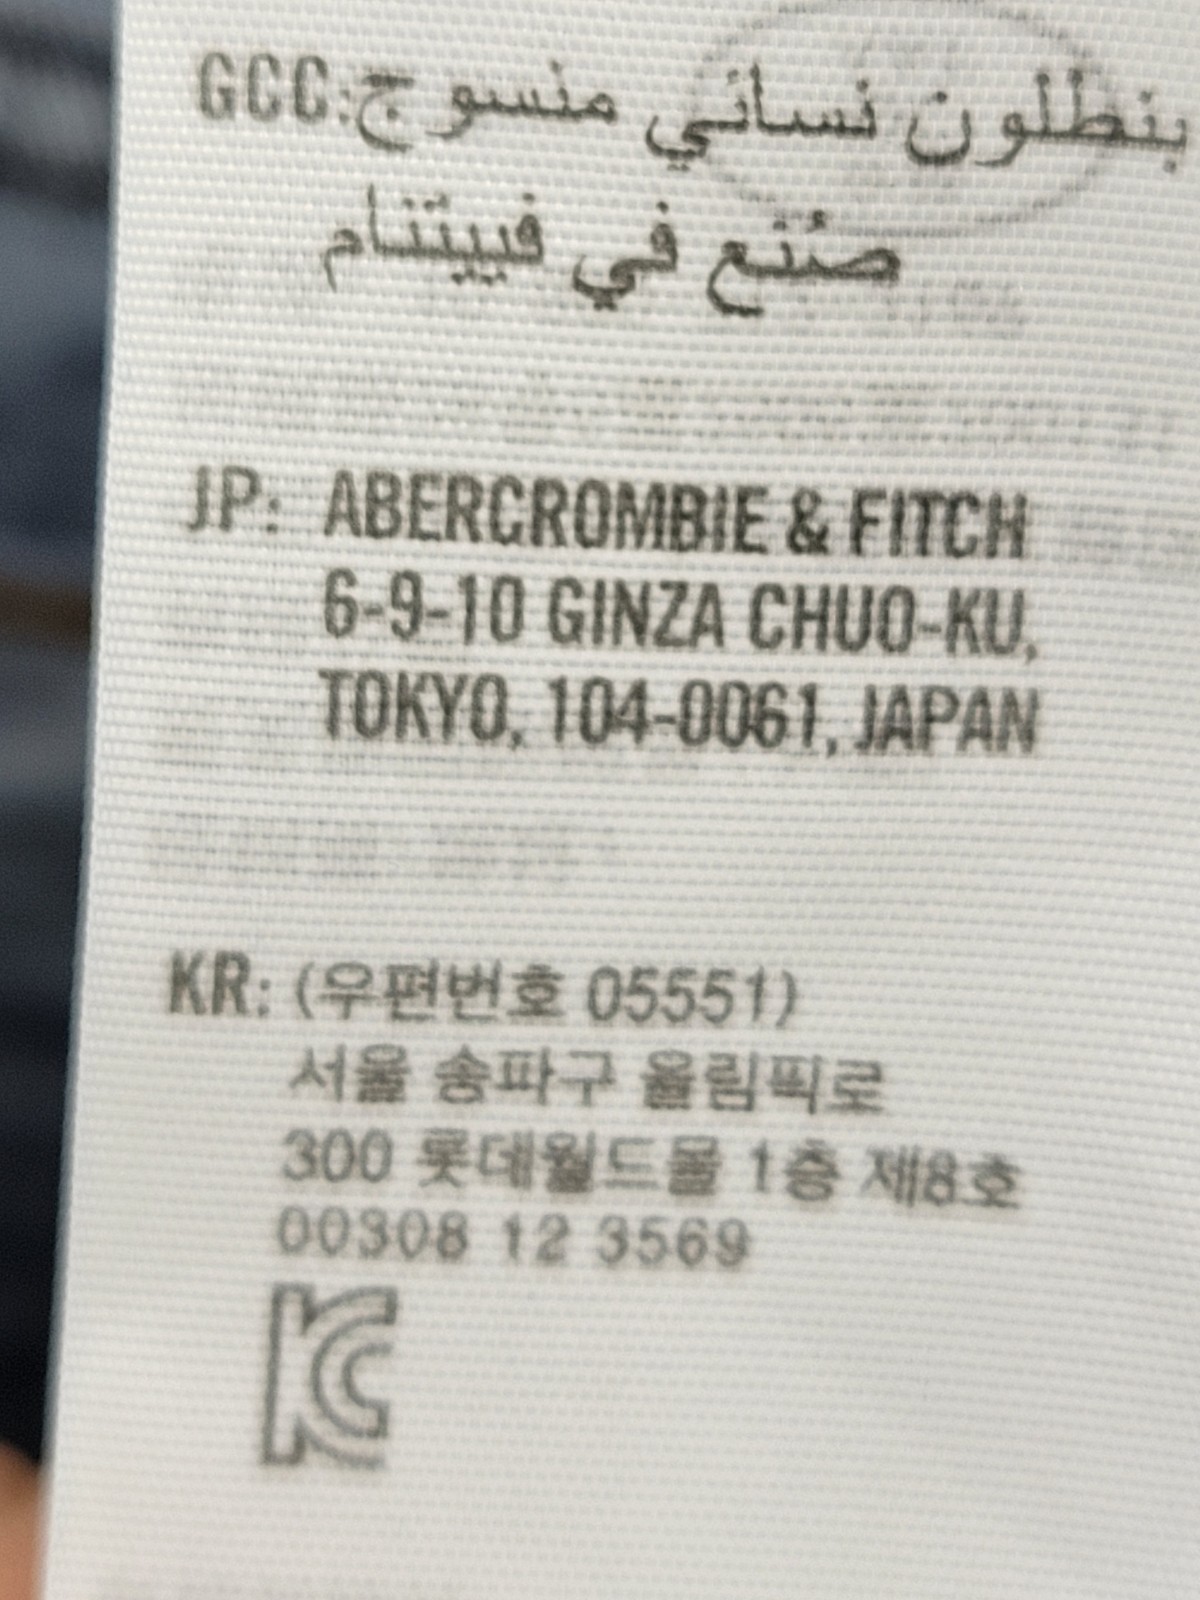 GCC: بنطلون نسائي منسوج
صُنع في فييتنام
JP: ABERCROMBIE & FITCH
6-9-10 GINZA CHUO-KU,
TOKYO, 104-0061, JAPAN
KR: (우편번호 05551)
서울 송파구 올림픽로
300 롯데월드몰 1층 제8호
00308 12 3569